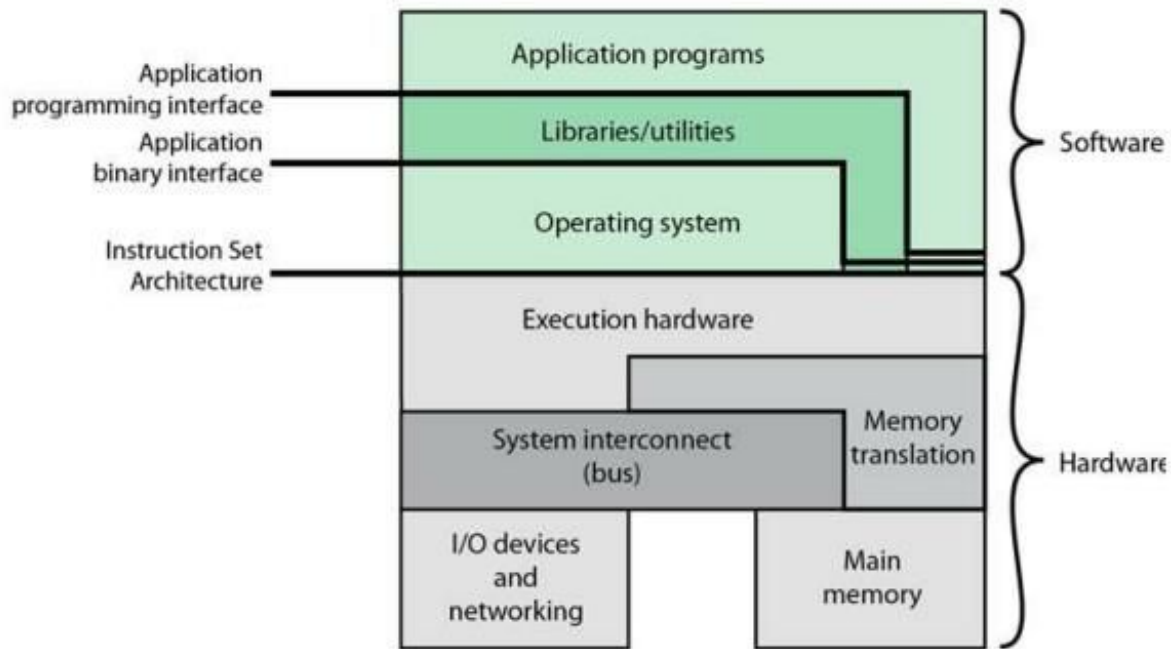 Application programs
Application
programming interface
Libraries/utilities
Application
binary interface
Software
Operating system
Instruction Set
Architecture
Execution hardware
Memory
translation
System interconnect
(bus)
Hardware
I/O devices
and
networking
Main
memory